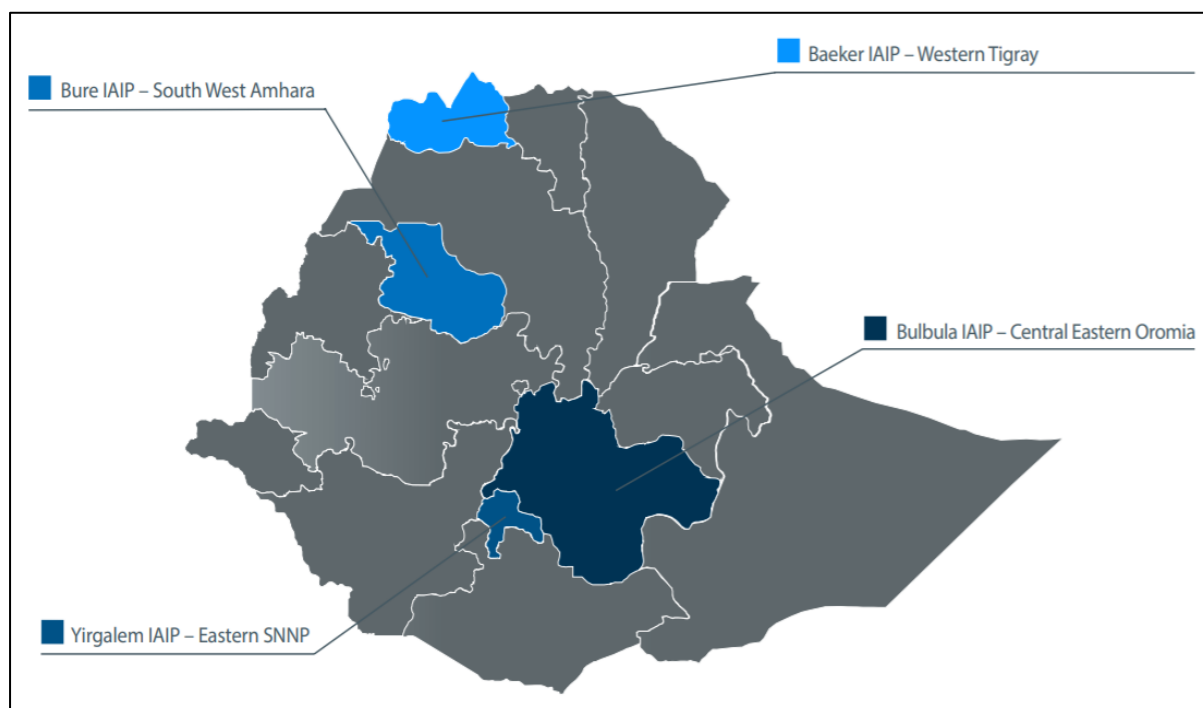 Baeker IAIP – Western Tigray
Bure IAIP – South West Amhara
Bulbula IAIP – Central Eastern Oromia
Yirgalem IAIP – Eastern SNNP